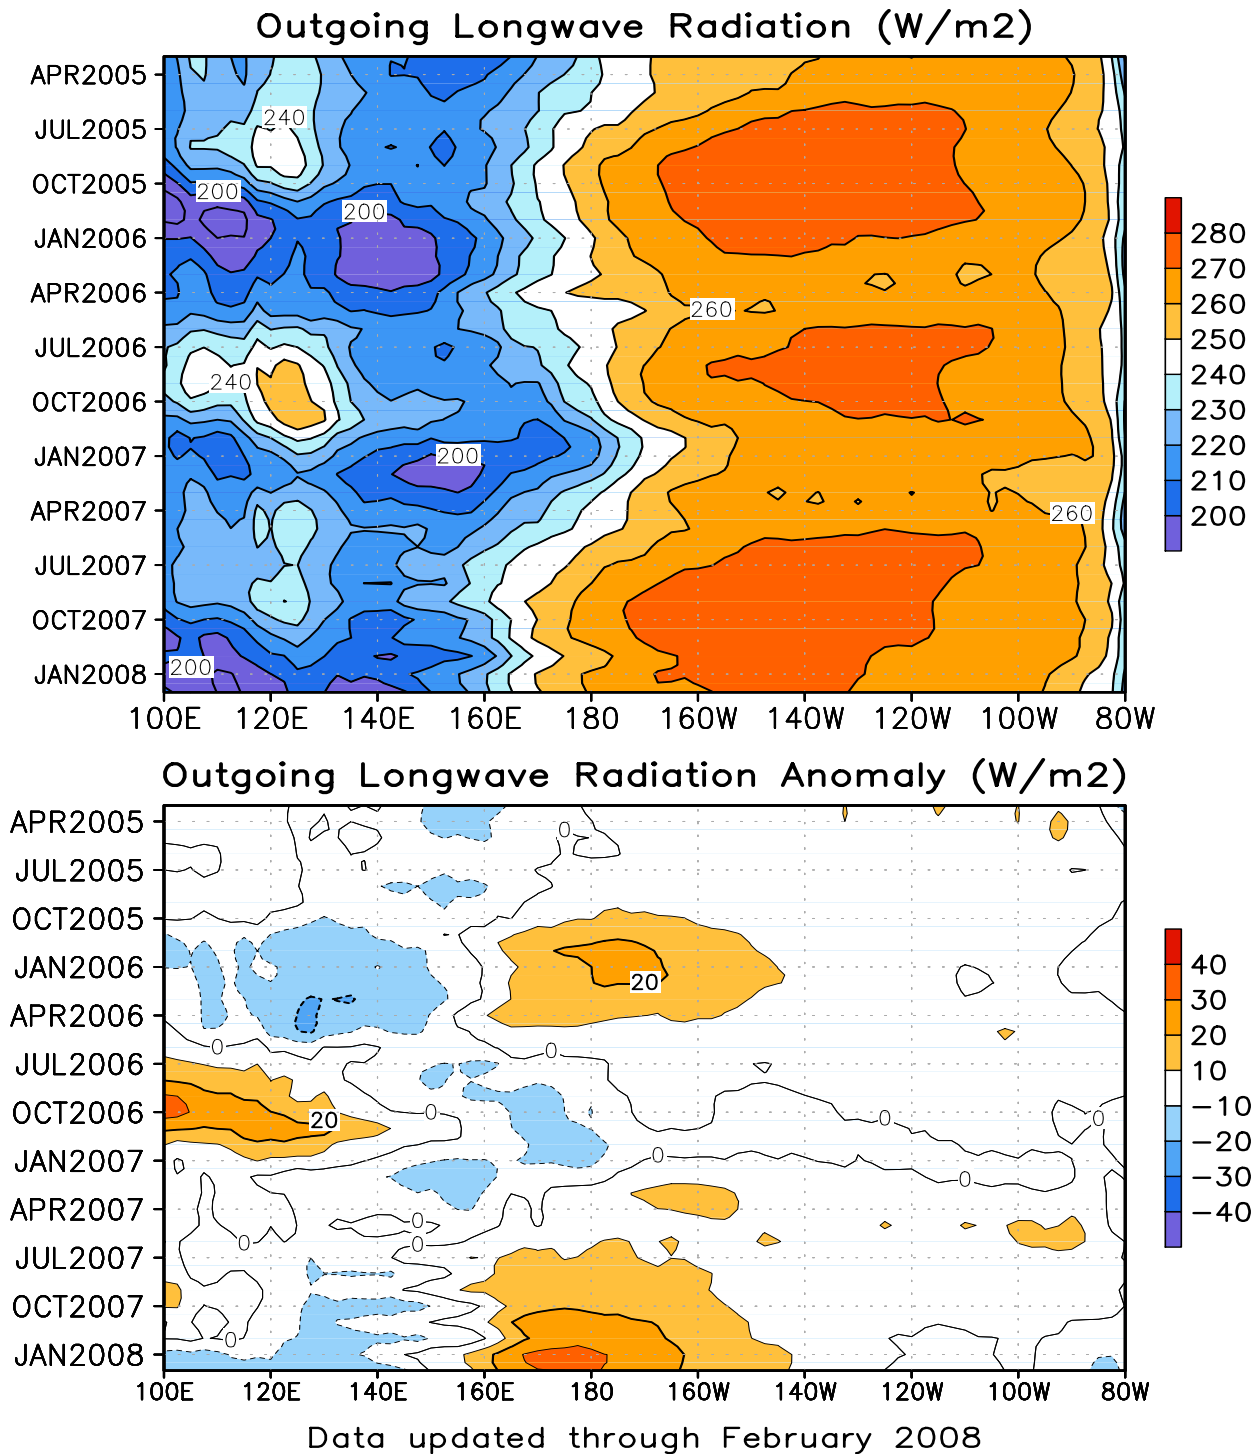 Outgoing Longwave Radiation (W/m2)
APR2005
JUL2005
OCT2005
JAN2006
APR2006
JUL2006
OCT2006
JAN2007
APR2007
JUL2007
OCT2007
JAN2008
240
200
200
260
240
200
260
200
100E 120E 140E 160E 180 160W 140W 120W 100W 80W
280
270
260
250
240
230
220
210
200
Outgoing Longwave Radiation Anomaly (W/m2)
APR2005
JUL2005
OCT2005
JAN2006
APR2006
JUL2006
OCT2006
JAN2007
APR2007
JUL2007
OCT2007
JAN2008
0
20
0
0
20
0
0
0
0
0
0
0
0
0
100E 120E 140E 160E 180 160W 140W 120W 100W 80W
40
30
20
10
−10
−20
−30
−40
Data updated through February 2008